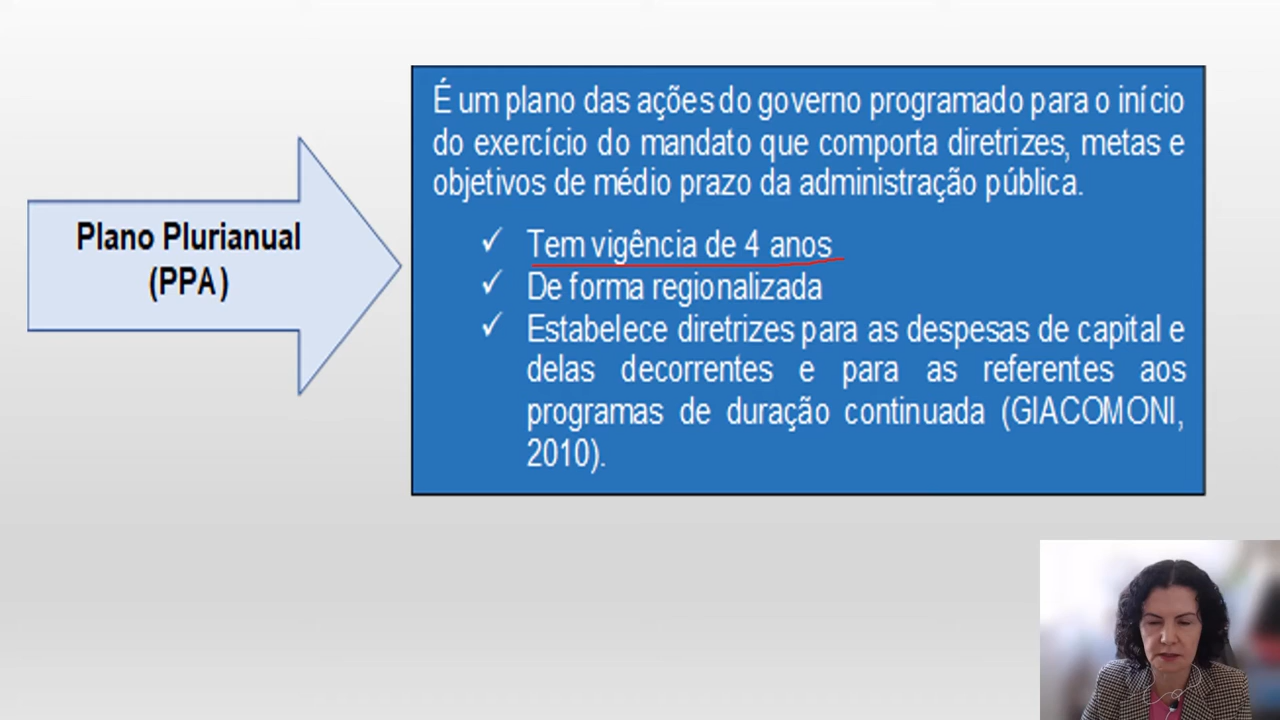 Plano Plurianual
(PPA)
É um plano das ações do governo programado para o início
do exercício do mandato que comporta diretrizes, metas e
objetivos de médio prazo da administração pública.
✓ Tem vigência de 4 anos
✓ De forma regionalizada
✓ Estabelece diretrizes para as despesas de capital e
delas decorrentes e para as referentes aos
programas de duração continuada (GIACOMONI,
2010).